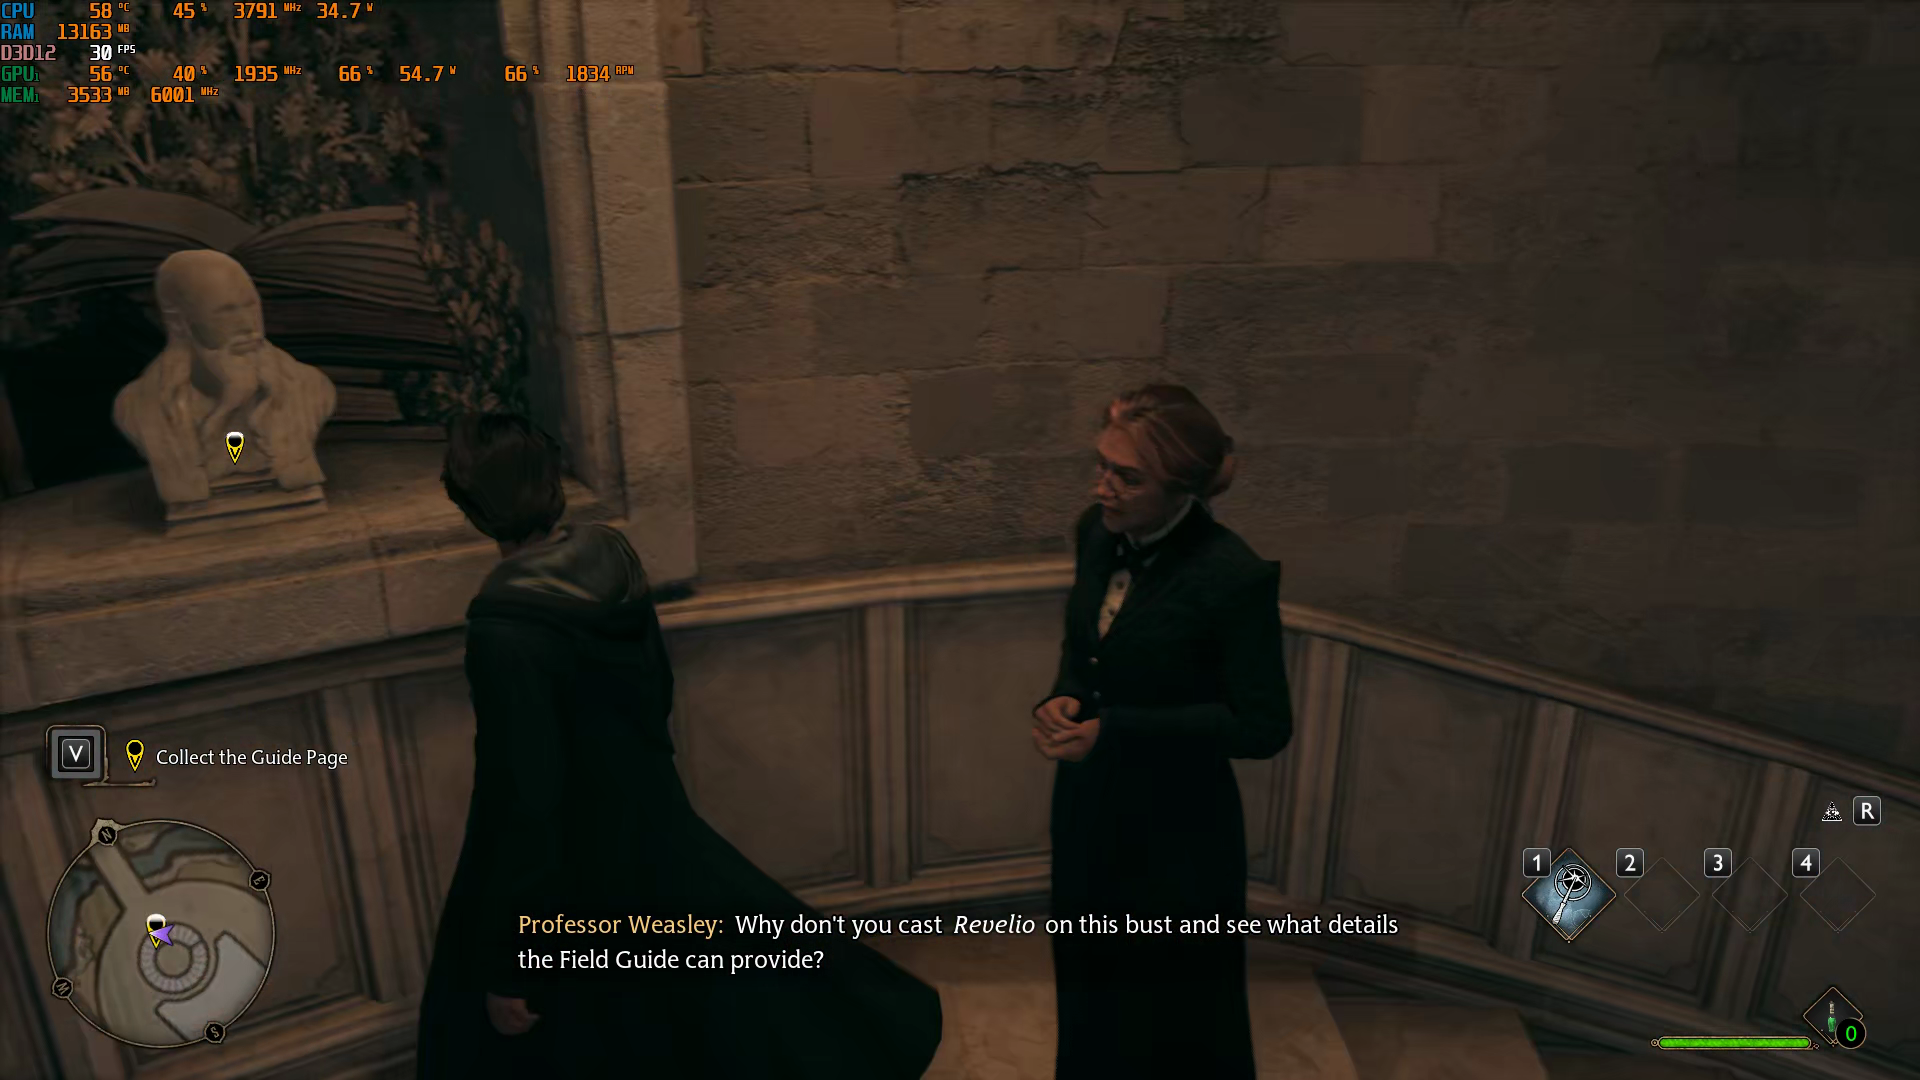 CPU 58 °C 45 % 3791 MHz 34.7 W
RAM 13163 MB
D3D12 30 FPS
GPU1 56 °C 40 % 1935 MHz 66 % 54.7 W 66 % 1834 RPM
MEM1 3533 MB 6001 MHz
V Collect the Guide Page
N
E
W
S
R
1 2 3 4
Professor Weasley: Why don't you cast Revelio on this bust and see what details
the Field Guide can provide?
0